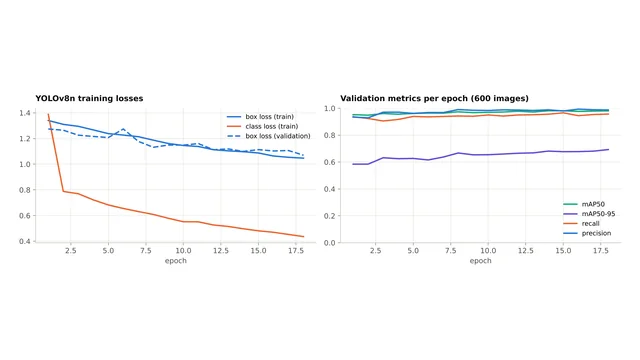 YOLOv8n training losses
1.4
1.2
1.0
0.8
0.6
0.4
2.5 5.0 7.5 10.0 12.5 15.0 17.5
epoch
box loss (train)
class loss (train)
box loss (validation)
Validation metrics per epoch (600 images)
1.0
0.8
0.6
0.4
0.2
0.0
2.5 5.0 7.5 10.0 12.5 15.0 17.5
epoch
mAP50
mAP50-95
recall
precision